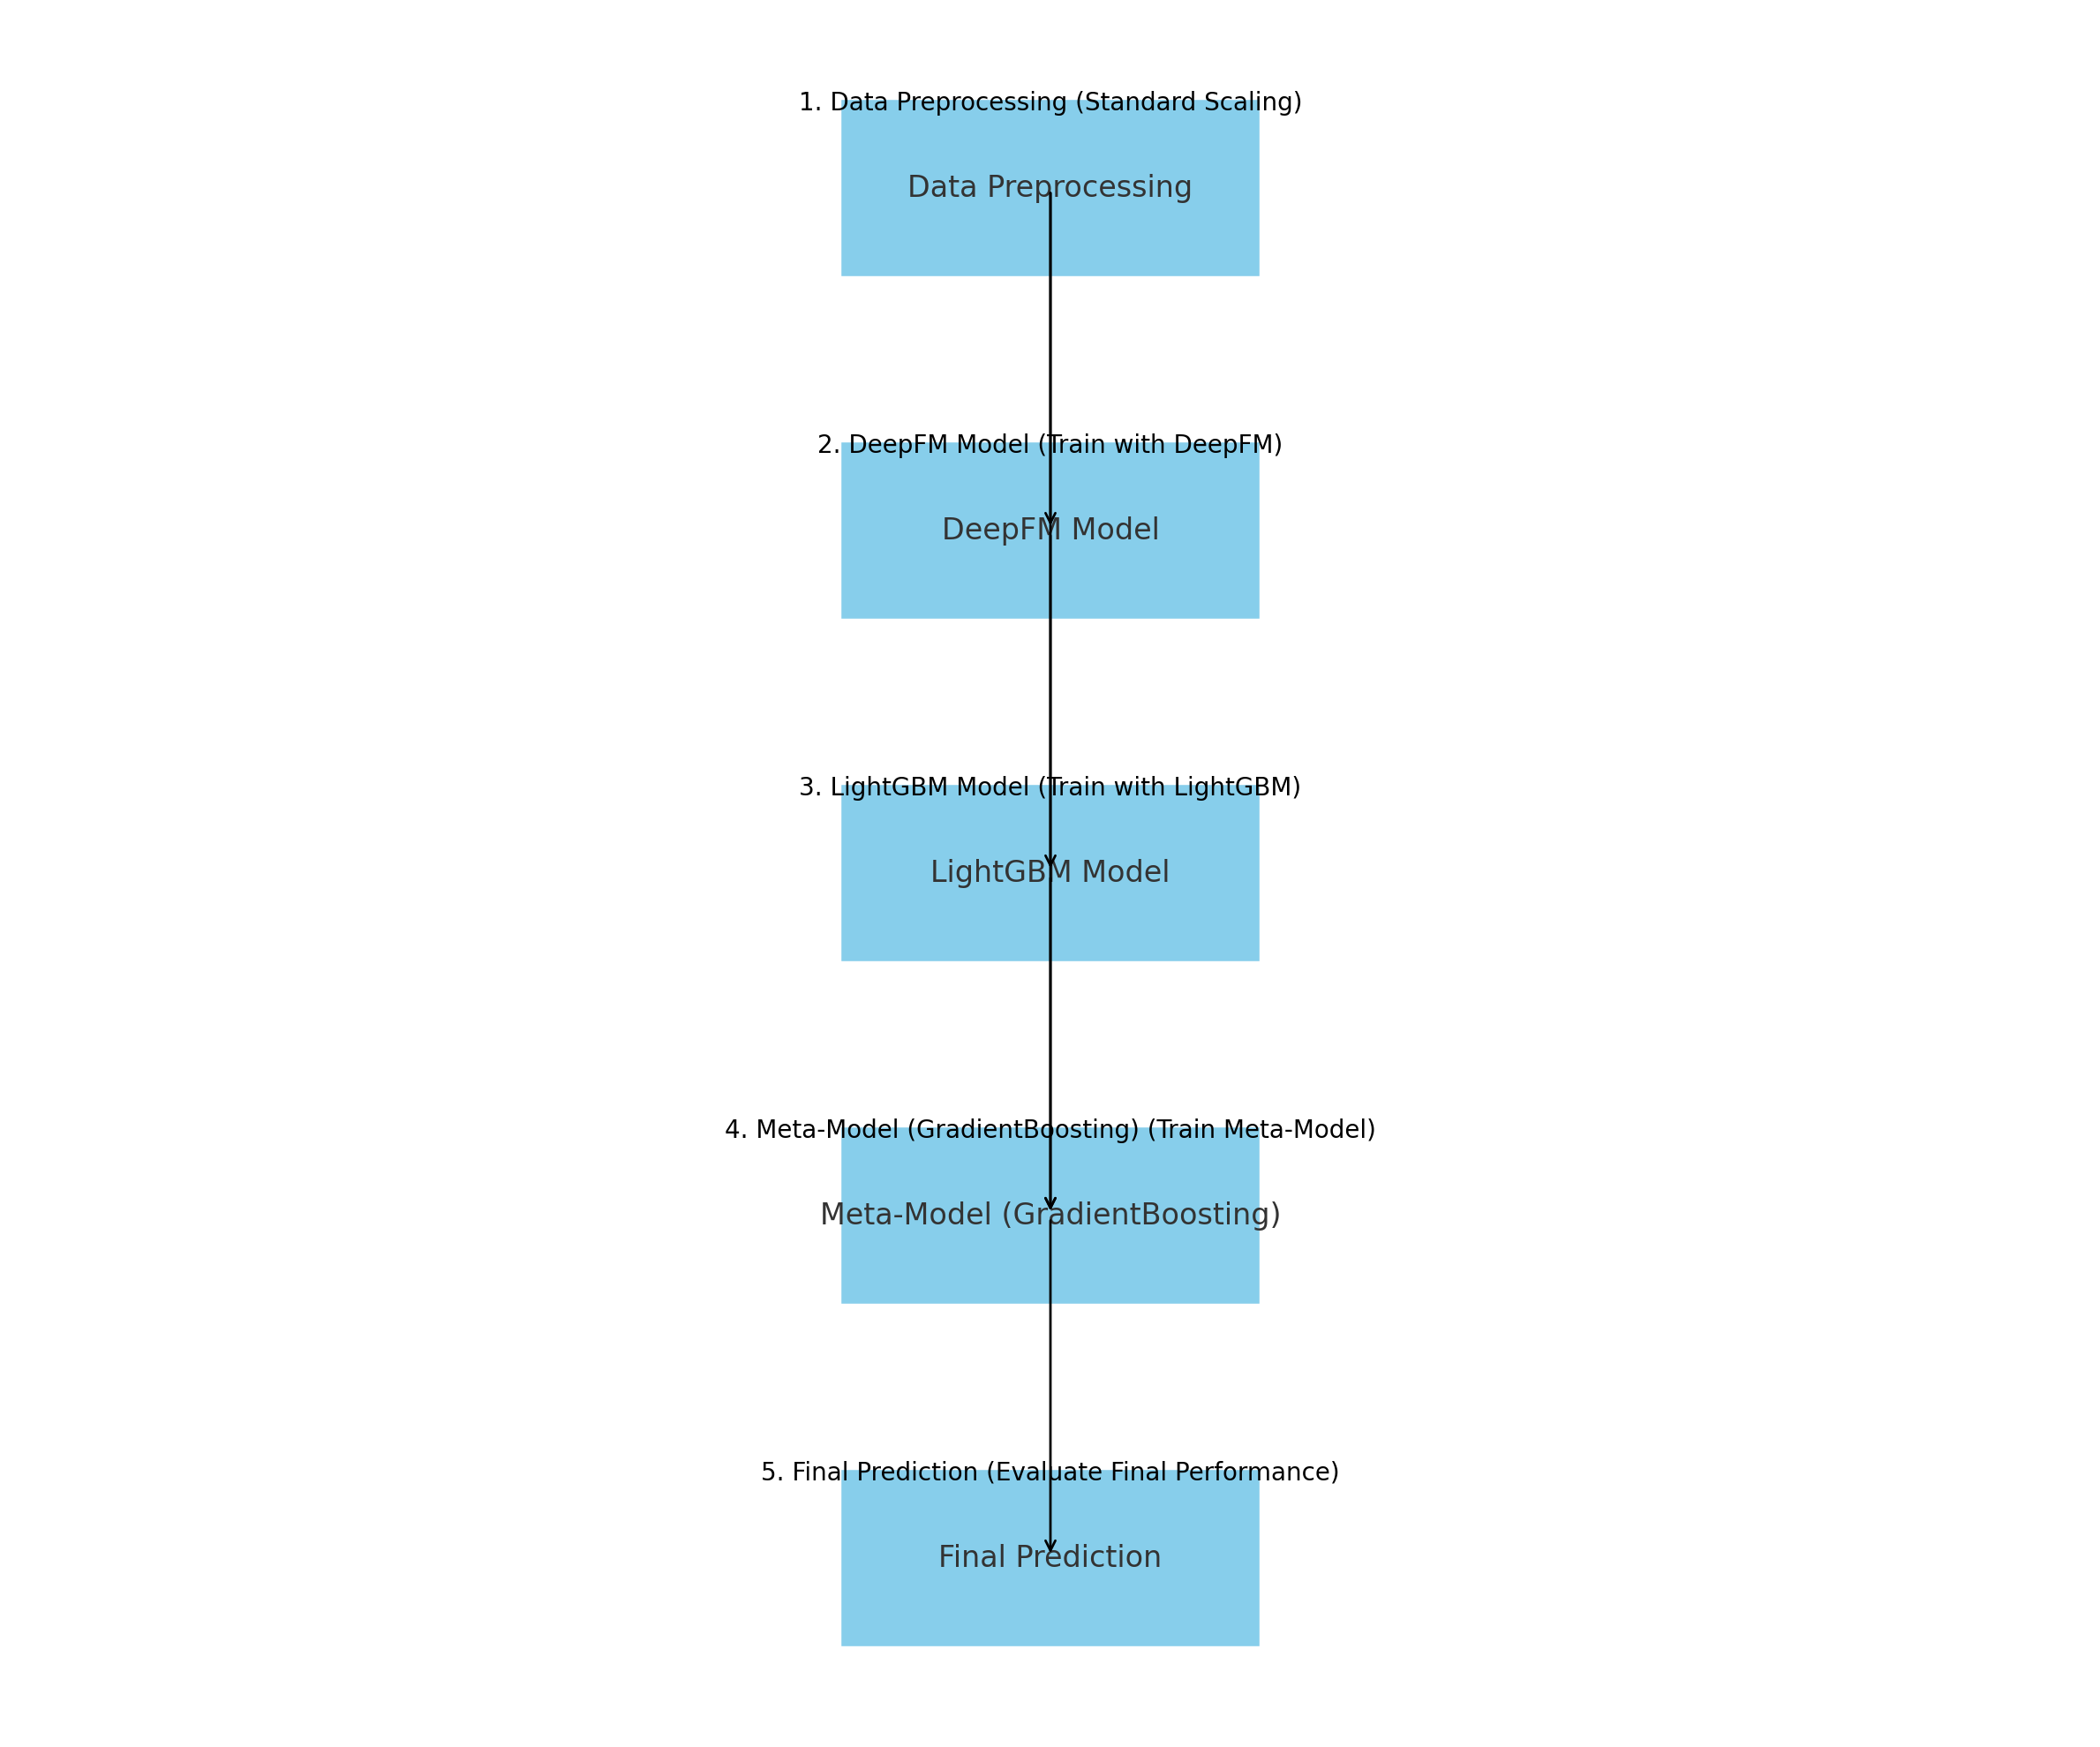 1. Data Preprocessing (Standard Scaling)
Data Preprocessing
2. DeepFM Model (Train with DeepFM)
DeepFM Model
3. LightGBM Model (Train with LightGBM)
LightGBM Model
4. Meta-Model (GradientBoosting) (Train Meta-Model)
Meta-Model (GradientBoosting)
5. Final Prediction (Evaluate Final Performance)
Final Prediction